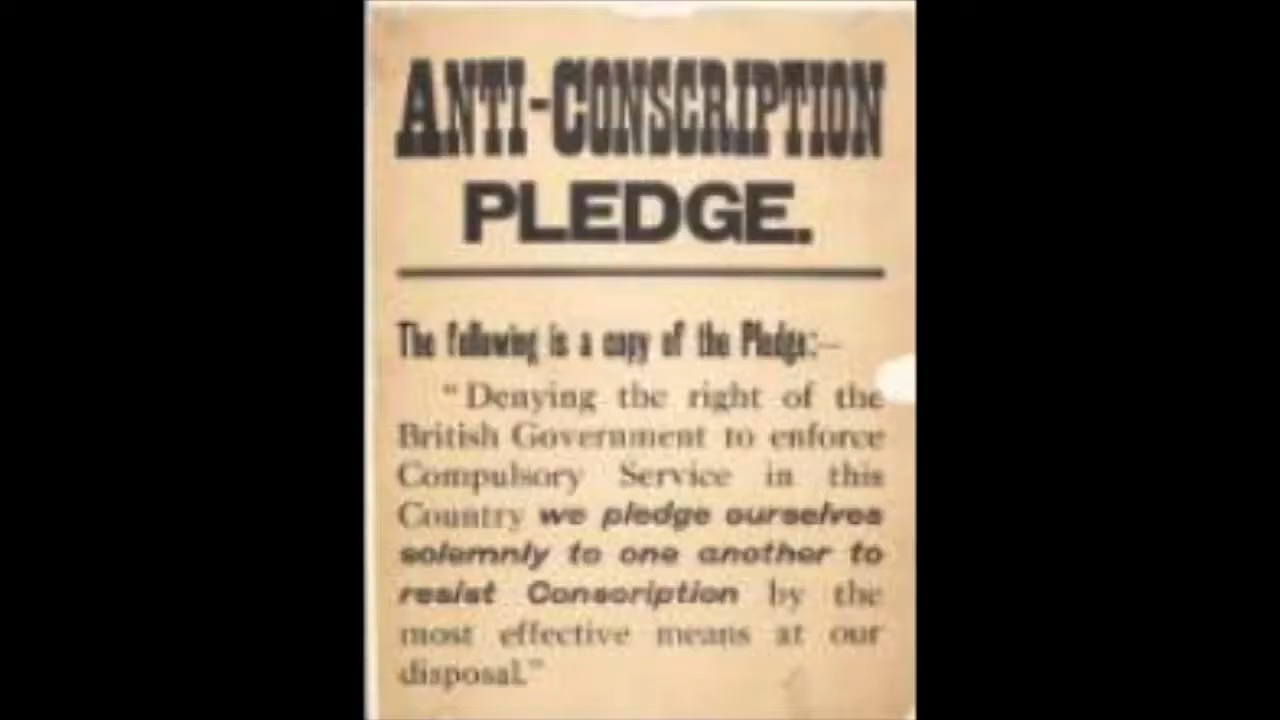 ANTI-CONSCRIPTION
PLEDGE.
The following is a copy of the Pledge:—
“Denying the right of the
British Government to enforce
Compulsory Service in this
Country we pledge ourselves
solemnly to one another to
resist Conscription by the
most effective means at our
disposal.”